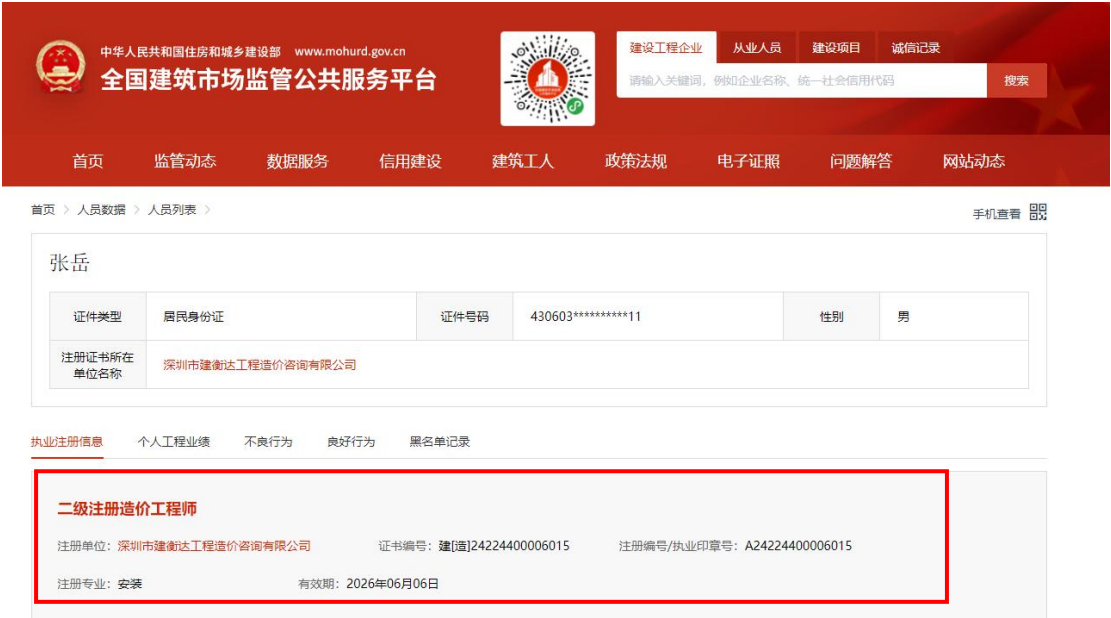 中华人民共和国住房和城乡建设部 www.mohurd.gov.cn
全国建筑市场监管公共服务平台
建设工程企业 从业人员 建设项目 诚信记录
请输入关键词，例如企业名称、统一社会信用代码 搜索
首页 监管动态 数据服务 信用建设 建筑工人 政策法规 电子证照 问题解答 网站动态
首页 > 人员数据 > 人员列表 >
手机查看
张岳
证件类型 居民身份证 证件号码 430603**********11 性别 男
注册证书所在
单位名称
深圳市建衡达工程造价咨询有限公司
执业注册信息 个人工程业绩 不良行为 良好行为 黑名单记录
二级注册造价工程师
注册单位：深圳市建衡达工程造价咨询有限公司 证书编号：建[造]24224400006015 注册编号/执业印章号：A24224400006015
注册专业：安装 有效期：2026年06月06日